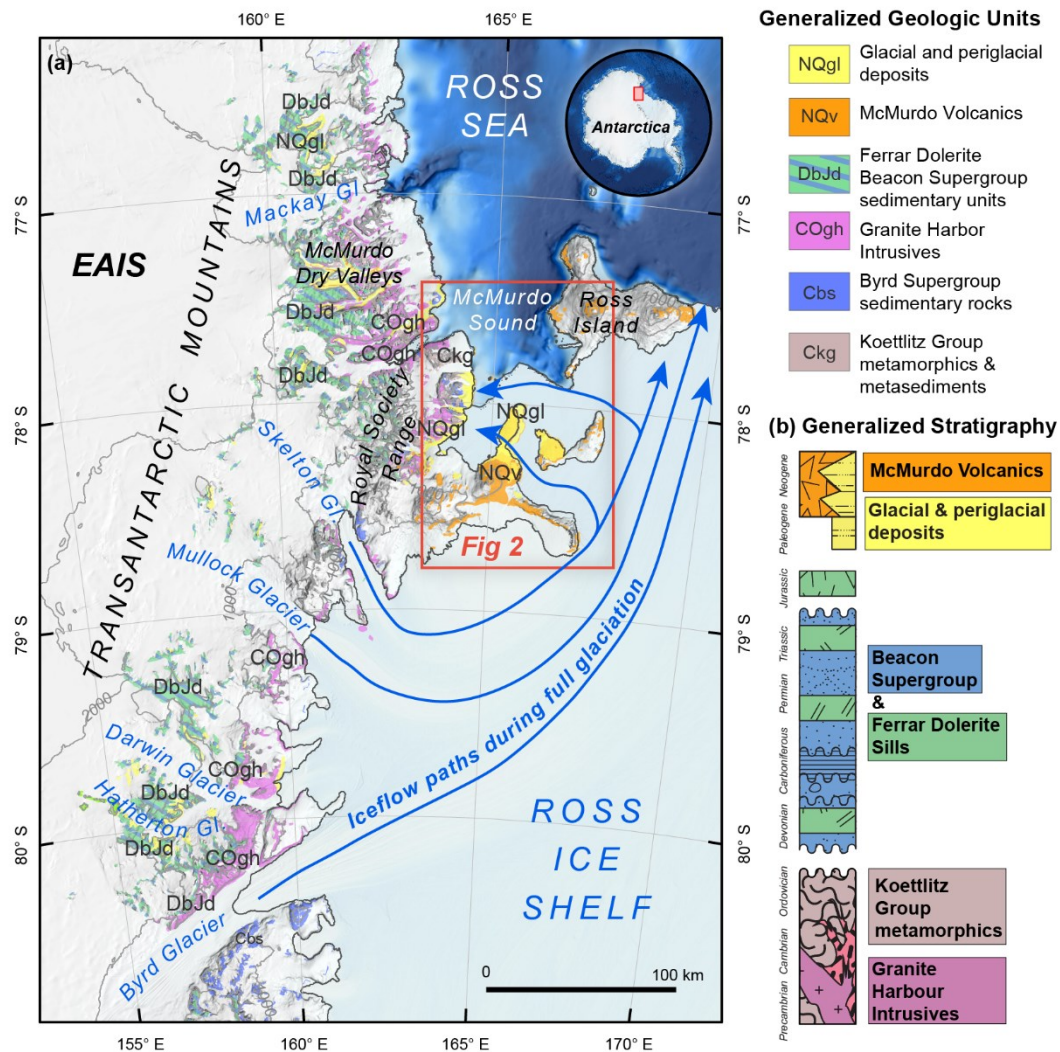 160° E
165° E
170° E
(a)
ROSS
SEA
Antarctica
DbJd
NQgl
DbJd
Mackay Gl
77° S
77° S
EAIS
TRANSANTARCTIC MOUNTAINS
McMurdo
Dry Valleys
McMurdo
Sound
Ross
Island
1000
DbJd
COgh
COgh
Ckg
DbJd
Royal Society
Range
NQgl
NQgl
78° S
78° S
NQv
Skelton Gl
Fig 2
Mullock Glacier
1000
79° S
79° S
COgh
2000
DbJd
Darwin Glacier
COgh
Hatherton Gl
DbJd
DbJd
COgh
80° S
80° S
DbJd
Iceflow paths during full glaciation
ROSS
ICE
SHELF
Byrd Glacier
Cbs
0
100 km
155° E
160° E
165° E
170° E
Generalized Geologic Units
NQgl
Glacial and periglacial
deposits
NQv
McMurdo Volcanics
DbJd
Ferrar Dolerite
Beacon Supergroup
sedimentary units
COgh
Granite Harbor
Intrusives
Cbs
Byrd Supergroup
sedimentary rocks
Ckg
Koettlitz Group
metamorphics &
metasediments
(b) Generalized Stratigraphy
Neogene
McMurdo Volcanics
Paleogene
Glacial & periglacial
deposits
Jurassic
Triassic
Permian
Beacon
Supergroup
&
Ferrar Dolerite
Sills
Carboniferous
Devonian
Ordovician
Koettlitz
Group
metamorphics
Cambrian
Precambrian
Granite
Harbour
Intrusives